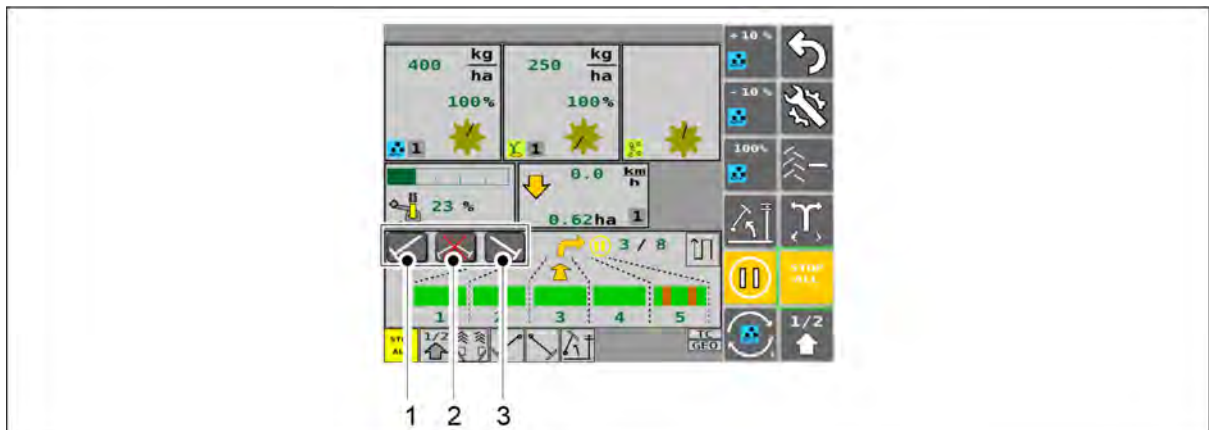 400 kg/ha
100%
1
250 kg/ha
100%
1
23 %
0.0 km/h
0.62ha 1
3 / 8
1 2 3 4 5
1/2
TC
GEO
+10 %
- 10 %
100%
STOP
ALL
1/2
1 2 3